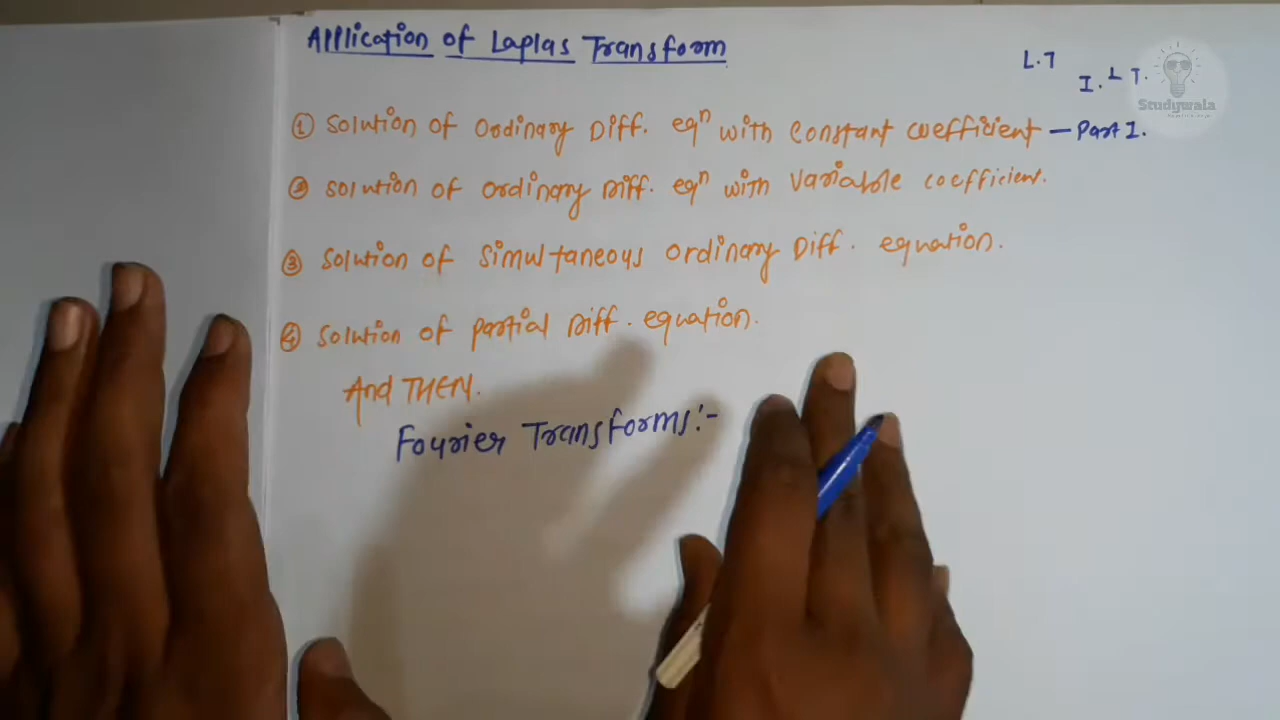 Application of Laplas Transform
L.T
I. L T.
Studywala
① Solution of Ordinary Diff. eqⁿ with Constant coefficient — Part I.
② Solution of Ordinary Diff. eqⁿ with Variable coefficient.
③ Solution of Simultaneous Ordinary Diff. equation.
④ Solution of partial Diff. equation.
And THEN.
Fourier Transforms:-